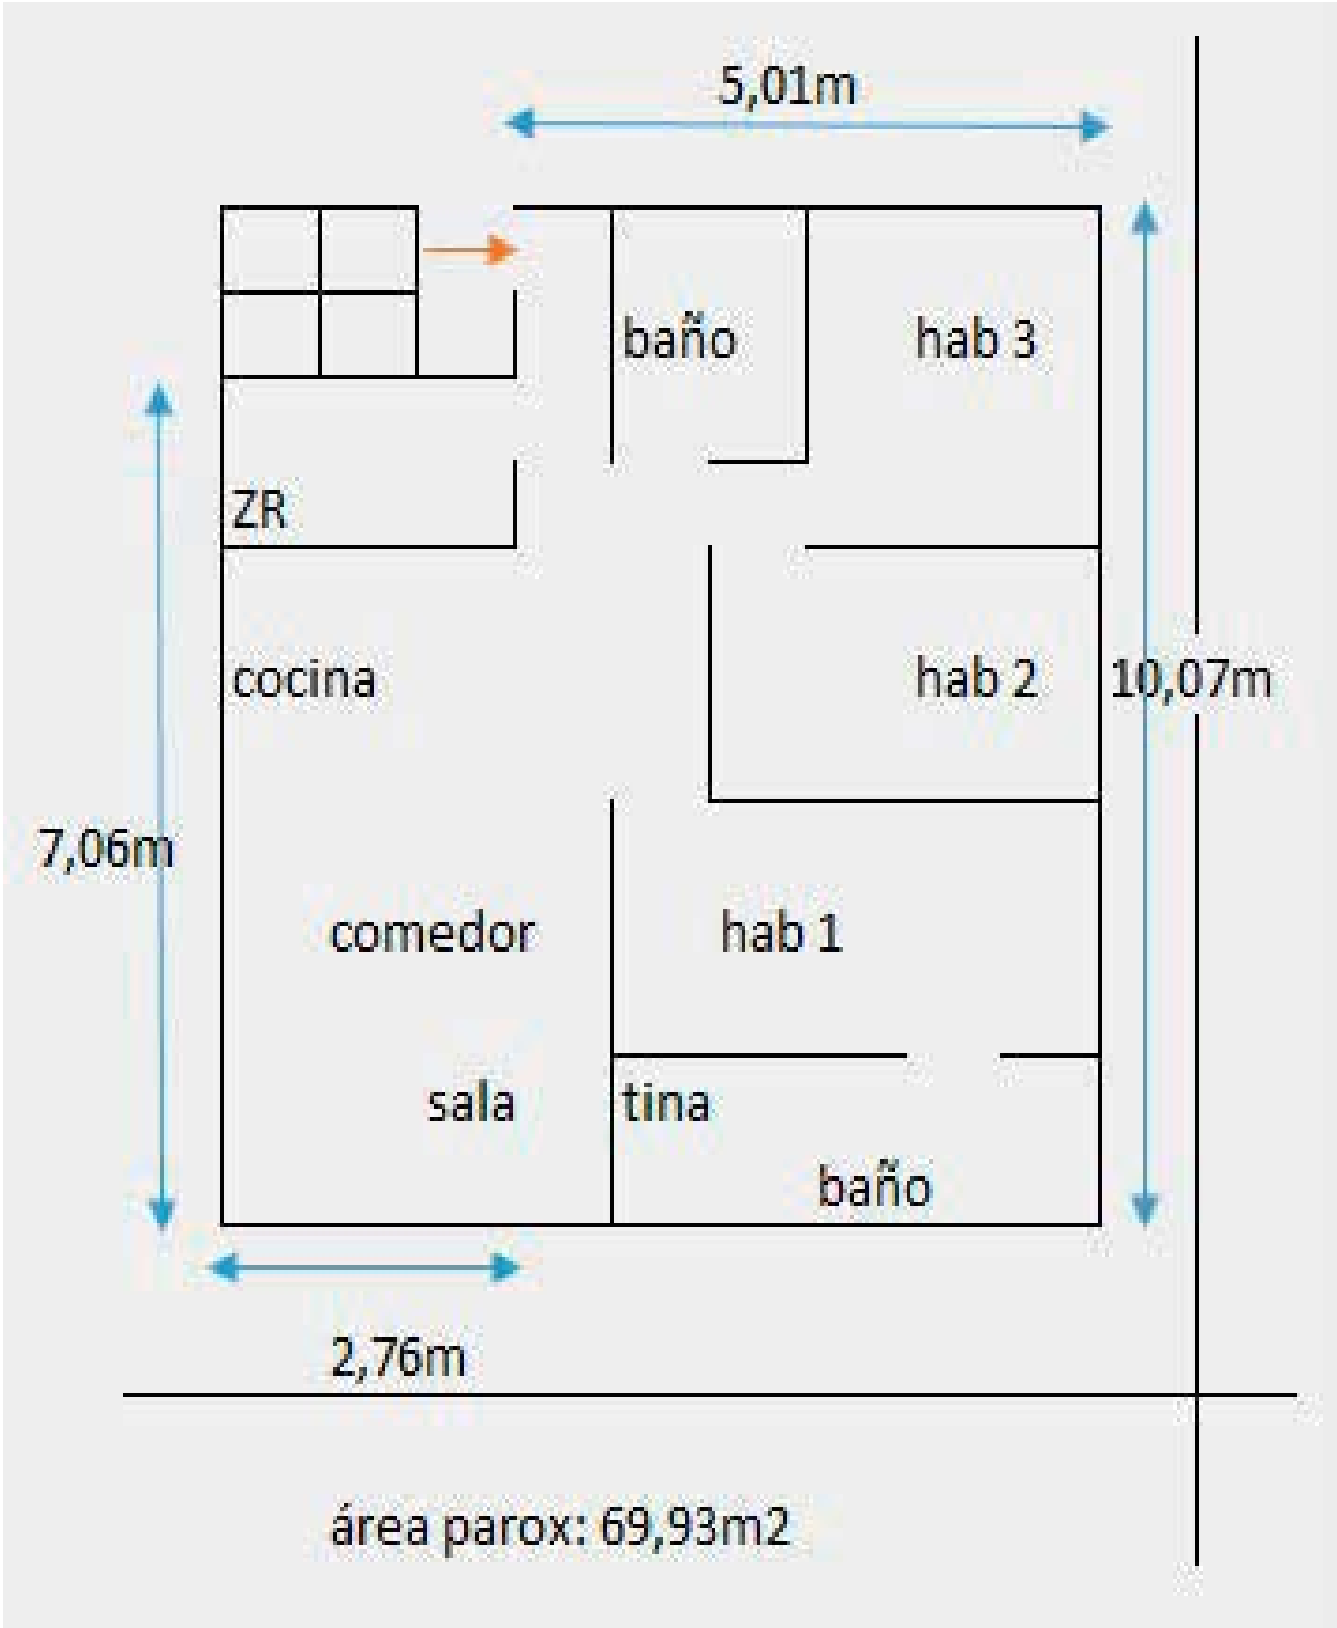 5,01m
baño
hab 3
ZR
cocina
hab 2
10,07m
7,06m
comedor
hab 1
sala
tina
baño
2,76m
área parox: 69,93m2